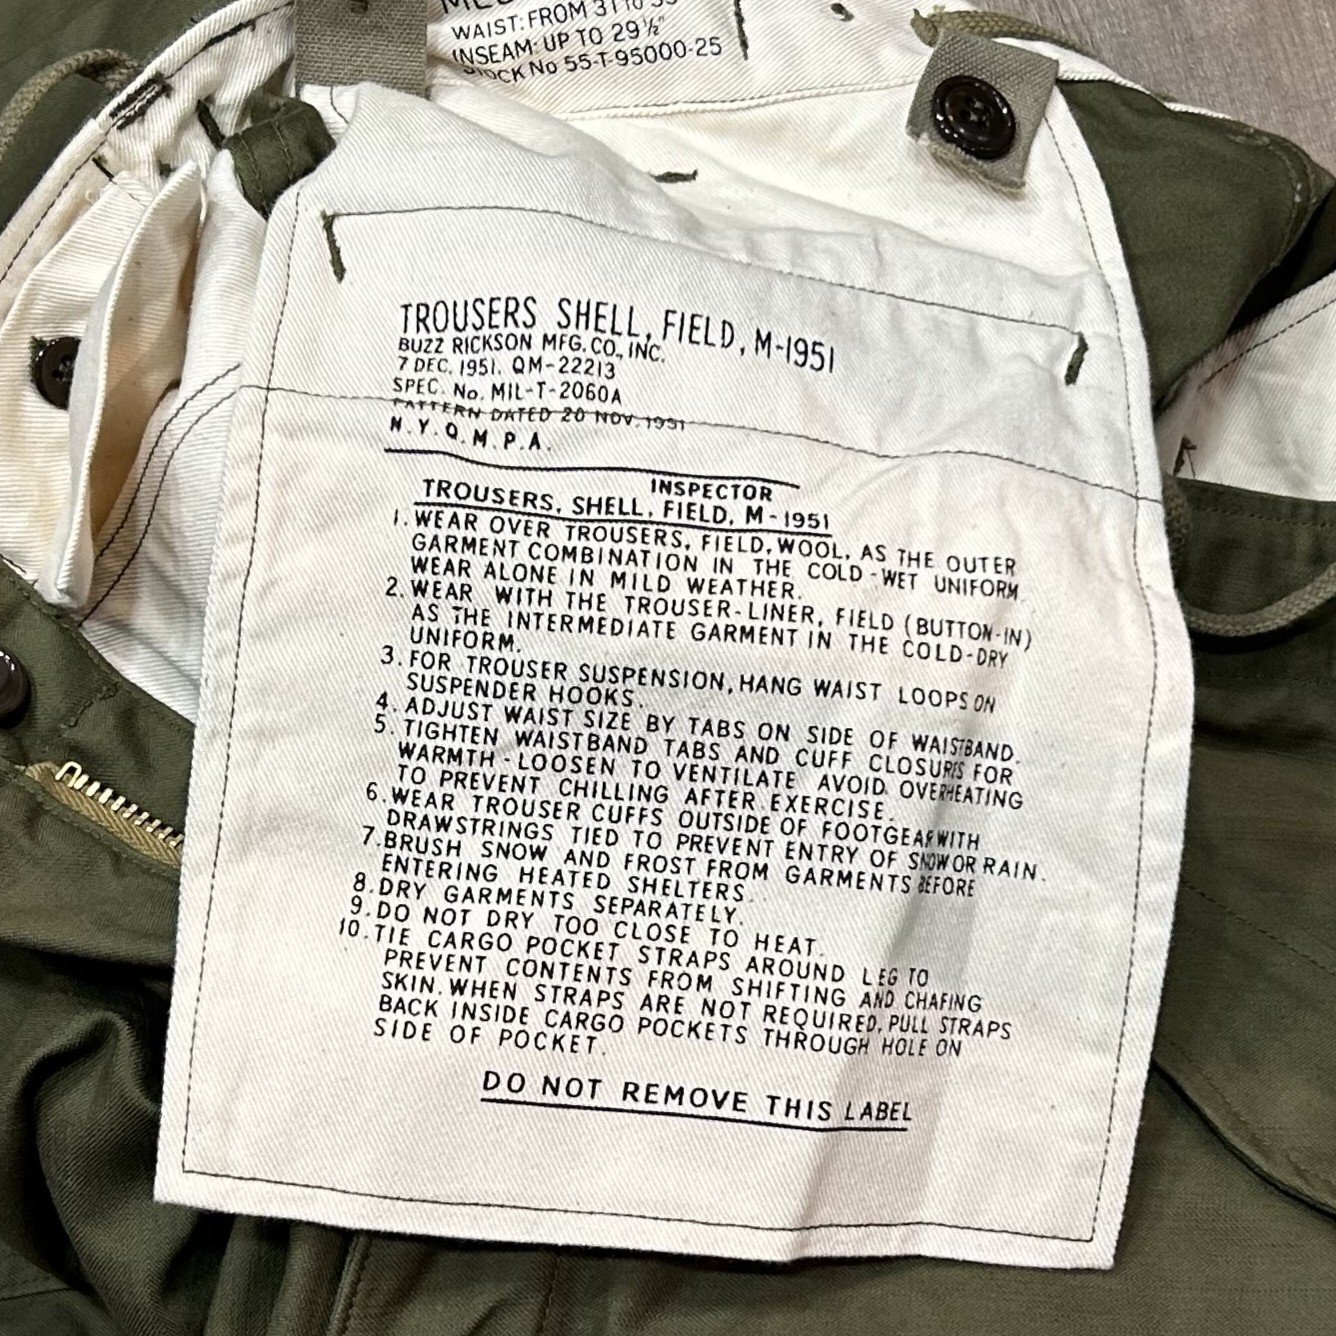 WAIST: FROM 31 TO
INSEAM: UP TO 29 ½"
STOCK No 55-T-95000-25
TROUSERS SHELL, FIELD, M-1951
BUZZ RICKSON MFG. CO., INC.
7 DEC. 1951. QM-22213
SPEC. No. MIL-T-2060A
PATTERN DATED 20 NOV. 1951
N.Y.Q.M.P.A.
INSPECTOR
TROUSERS, SHELL, FIELD, M-1951
1. WEAR OVER TROUSERS, FIELD, WOOL, AS THE OUTER
GARMENT COMBINATION IN THE COLD-WET UNIFORM.
WEAR ALONE IN MILD WEATHER.
2. WEAR WITH THE TROUSER-LINER, FIELD (BUTTON-IN)
AS THE INTERMEDIATE GARMENT IN THE COLD-DRY
UNIFORM.
3. FOR TROUSER SUSPENSION, HANG WAIST LOOPS ON
SUSPENDER HOOKS.
4. ADJUST WAIST SIZE BY TABS ON SIDE OF WAISTBAND.
5. TIGHTEN WAISTBAND TABS AND CUFF CLOSURES FOR
WARMTH-LOOSEN TO VENTILATE AVOID OVERHEATING
TO PREVENT CHILLING AFTER EXERCISE.
6. WEAR TROUSER CUFFS OUTSIDE OF FOOTGEAR WITH
DRAWSTRINGS TIED TO PREVENT ENTRY OF SNOW OR RAIN.
7. BRUSH SNOW AND FROST FROM GARMENTS BEFORE
ENTERING HEATED SHELTERS.
8. DRY GARMENTS SEPARATELY.
9. DO NOT DRY TOO CLOSE TO HEAT.
10. TIE CARGO POCKET STRAPS AROUND LEG TO
PREVENT CONTENTS FROM SHIFTING AND CHAFING
SKIN. WHEN STRAPS ARE NOT REQUIRED, PULL STRAPS
BACK INSIDE CARGO POCKETS THROUGH HOLE ON
SIDE OF POCKET.
DO NOT REMOVE THIS LABEL